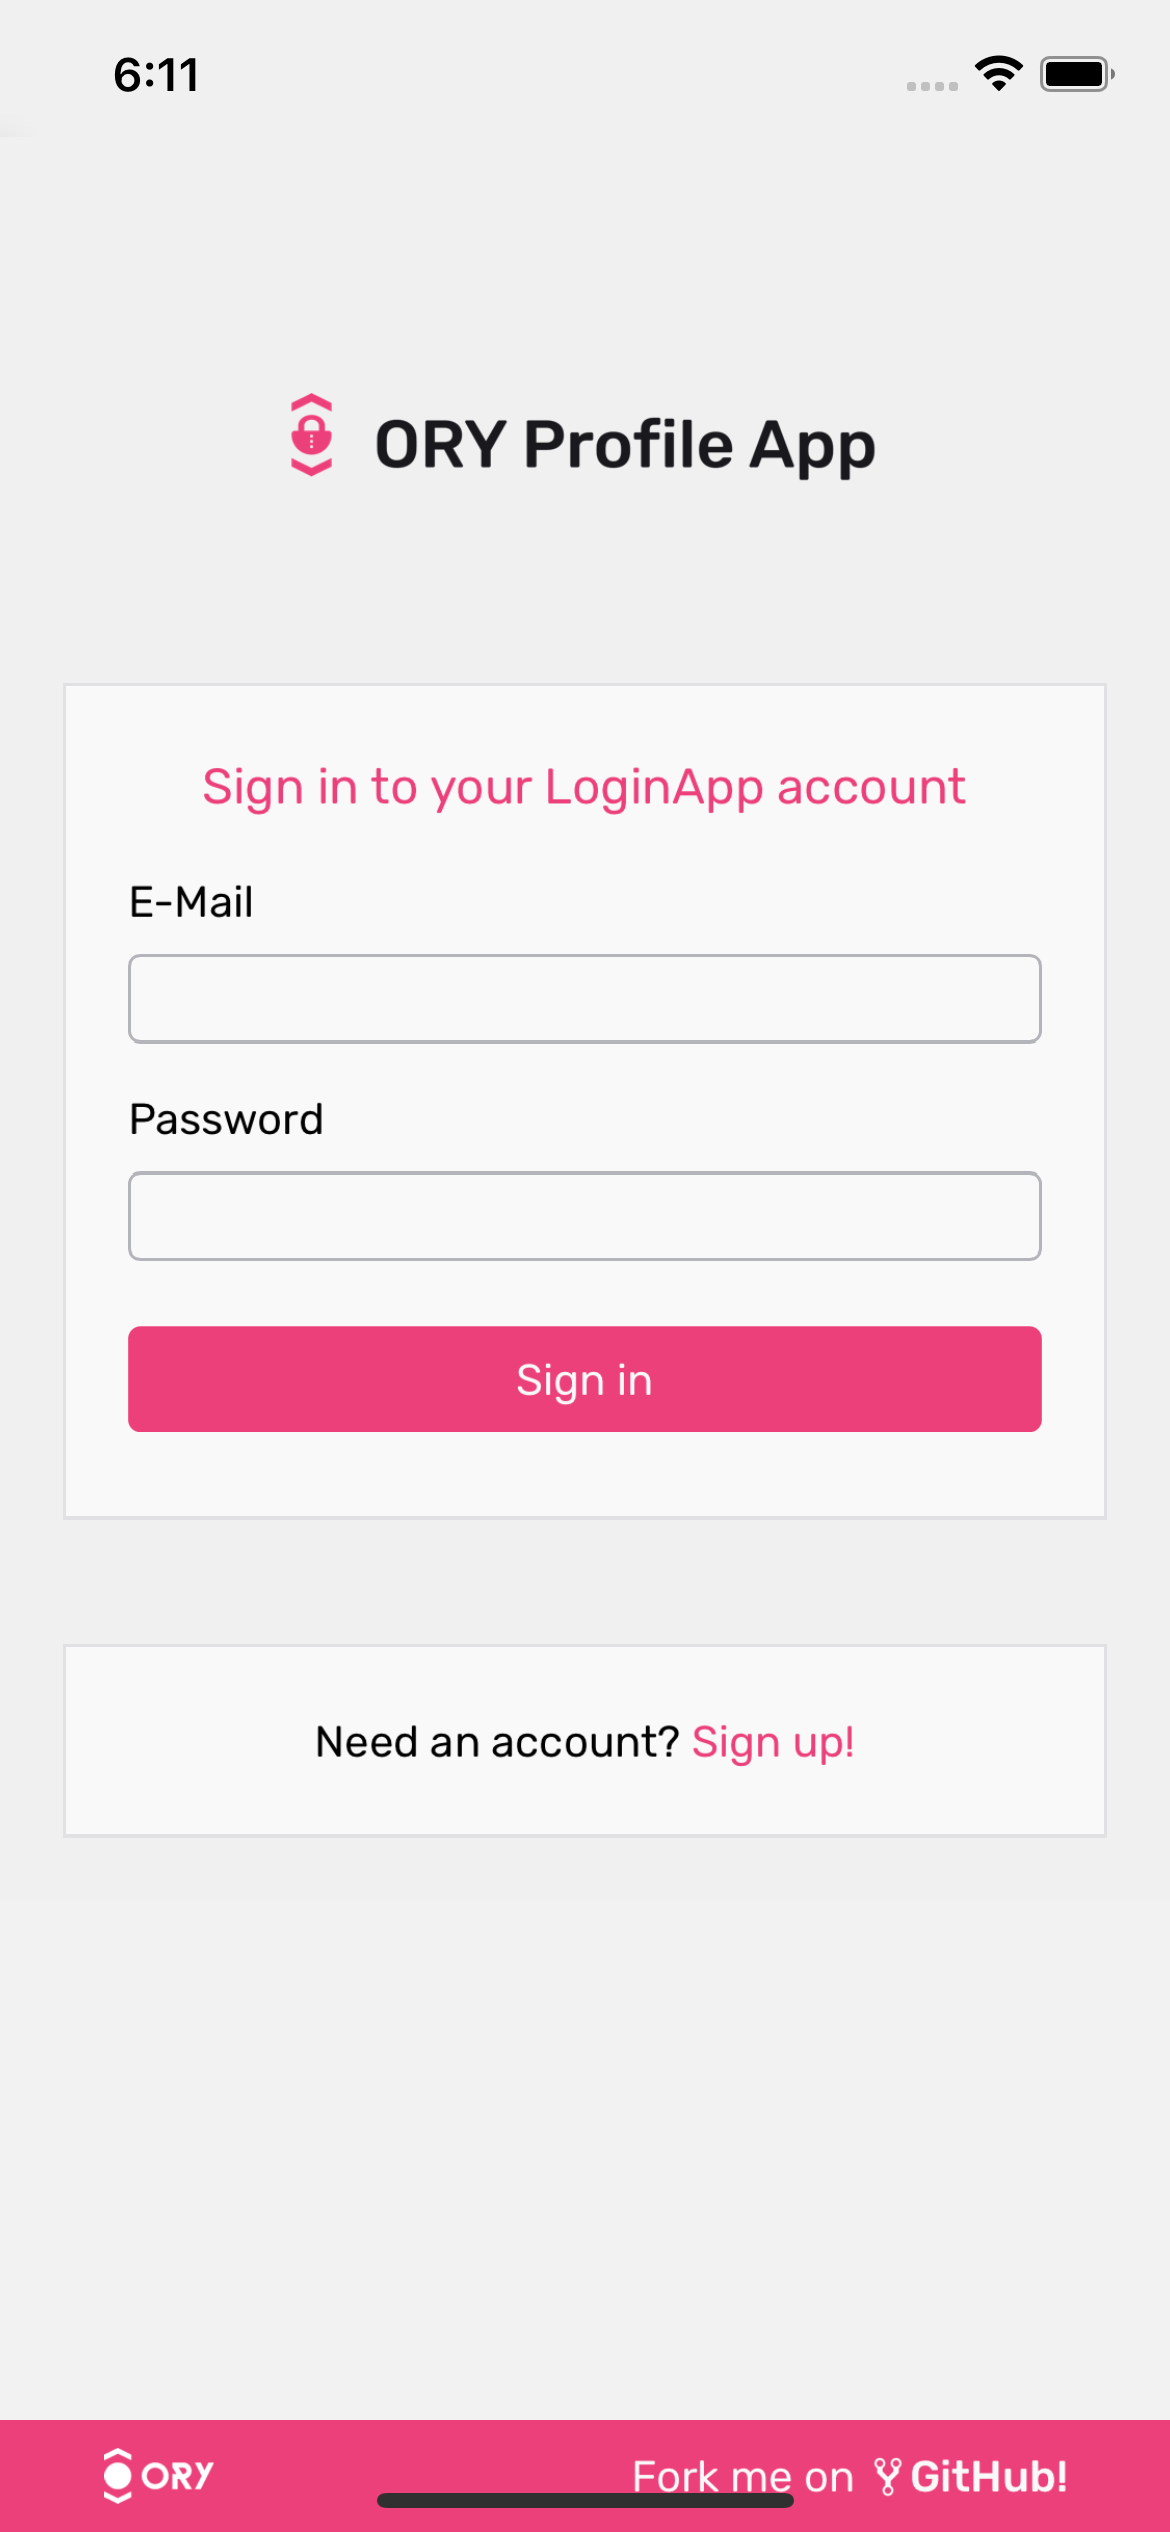 6:11
ORY Profile App
Sign in to your LoginApp account
E-Mail
Password
Sign in
Need an account? Sign up!
ORY
Fork me on GitHub!